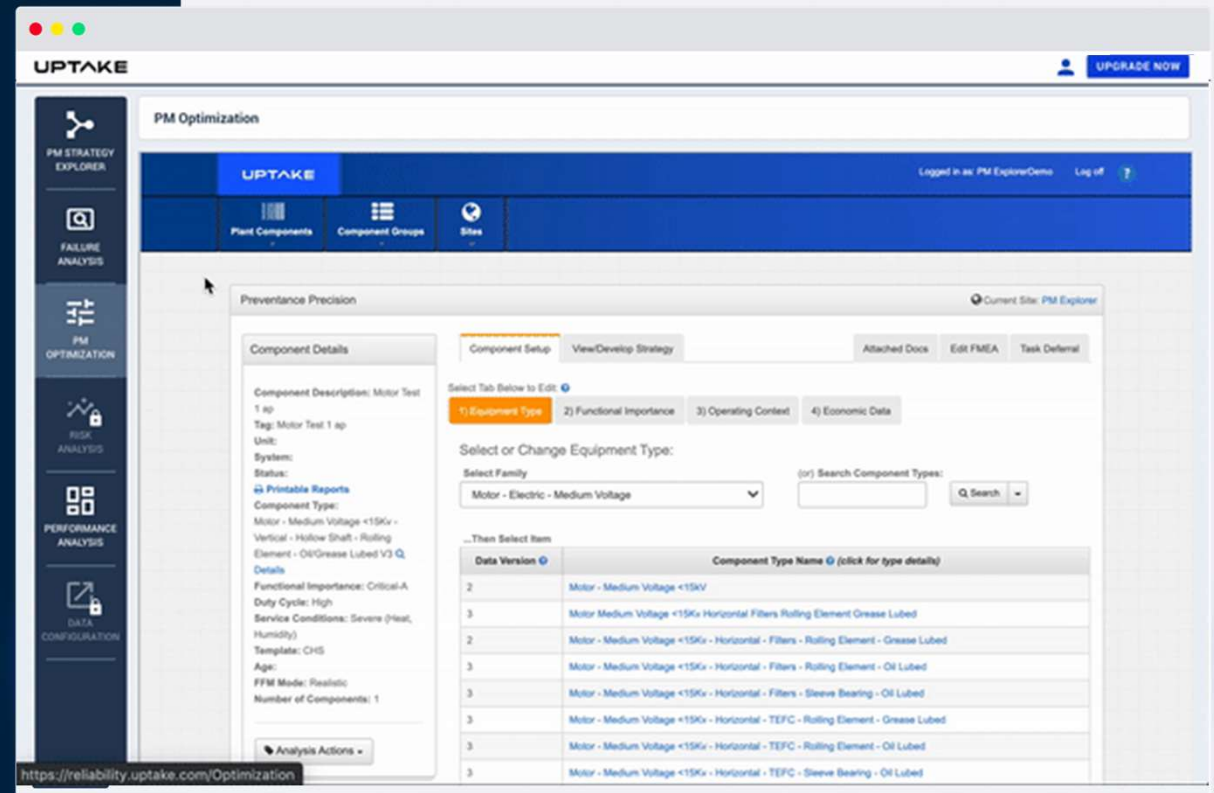 UPTAKE
UPGRADE NOW
PM STRATEGY
EXPLORER
FAILURE
ANALYSIS
PM
OPTIMIZATION
RISK
ANALYSIS
PERFORMANCE
ANALYSIS
DATA
CONFIGURATION
PM Optimization
UPTAKE
Logged in as: PM ExplorerDemo Log off ?
Plant Components Component Groups Sites
Preventance Precision
Current Site: PM Explorer
Component Details
Component Description: Motor Test
1 ap
Tag: Motor Test 1 ap
Unit:
System:
Status:
Printable Reports
Component Type:
Motor - Medium Voltage <15Kv -
Vertical - Hollow Shaft - Rolling
Element - Oil/Grease Lubed V3
Details
Functional Importance: Critical-A
Duty Cycle: High
Service Conditions: Severe (Heat,
Humidity)
Template: CHS
Age:
FFM Mode: Realistic
Number of Components: 1
Analysis Actions
Component Setup View/Develop Strategy Attached Docs Edit FMEA Task Deferral
Select Tab Below to Edit:
1) Equipment Type 2) Functional Importance 3) Operating Context 4) Economic Data
Select or Change Equipment Type:
Select Family (or) Search Component Types:
Motor - Electric - Medium Voltage Search
...Then Select Item
Data Version Component Type Name (click for type details)
2 Motor - Medium Voltage <15kV
3 Motor Medium Voltage <15Kv Horizontal Filters Rolling Element Grease Lubed
2 Motor - Medium Voltage <15Kv - Horizontal - Filters - Rolling Element - Grease Lubed
3 Motor - Medium Voltage <15Kv - Horizontal - Filters - Rolling Element - Oil Lubed
3 Motor - Medium Voltage <15Kv - Horizontal - Filters - Sleeve Bearing - Oil Lubed
3 Motor - Medium Voltage <15Kv - Horizontal - TEFC - Rolling Element - Grease Lubed
3 Motor - Medium Voltage <15Kv - Horizontal - TEFC - Rolling Element - Oil Lubed
3 Motor - Medium Voltage <15Kv - Horizontal - TEFC - Sleeve Bearing - Oil Lubed
https://reliability.uptake.com/Optimization